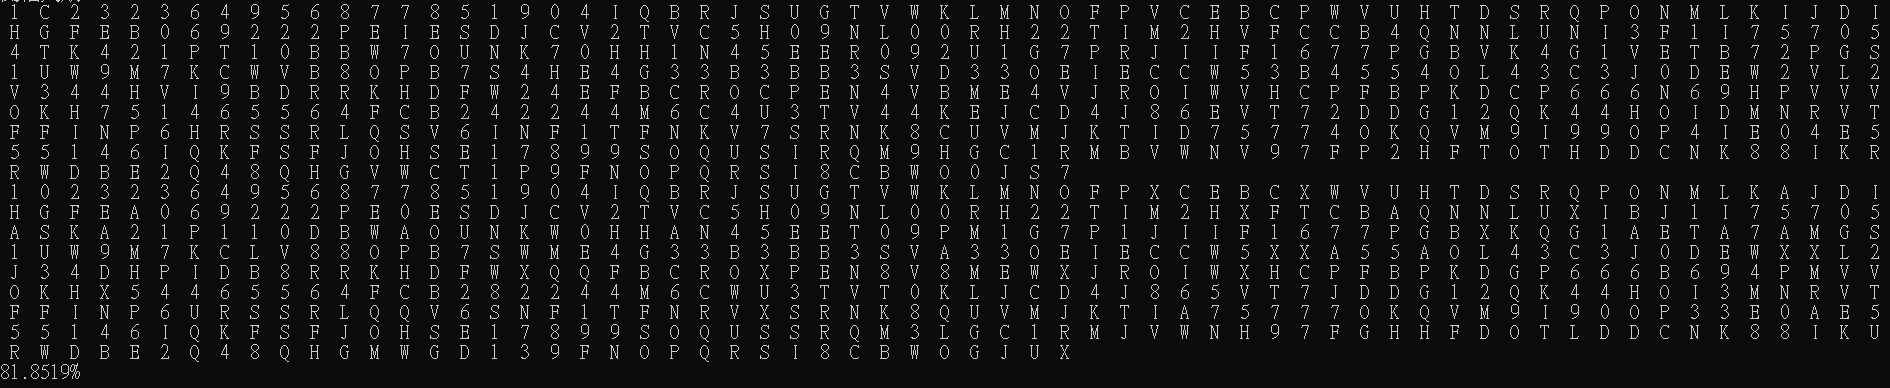 1 C 2 3 2 3 6 4 9 5 6 8 7 7 8 5 1 9 0 4 I Q B R J S U G T V W K L M N O F P V C E B C P W V U H T D S R Q P O N M L K I J D I
H G F E B 0 6 9 2 2 2 P E I E S D J C V 2 T V C 5 H 0 9 N L 0 0 R H 2 2 T I M 2 H V F C C B 4 Q N N L U N I 3 F 1 I 7 5 7 0 5
4 T K 4 2 1 P T 1 0 B B W 7 0 U K 7 0 H H 1 N 4 5 E E R 0 9 2 U 1 G 7 P R J I I F 1 6 7 7 P G B V K 4 G 1 V E T B 7 2 P G S
1 U W 9 M 7 K C W V B 8 O P B 7 S 4 H E 4 G 3 3 B 3 B B 3 S V D 3 3 O E I E C C W 5 3 B 4 5 5 4 O L 4 3 C 3 J 0 D E W 2 V L 2
V 3 4 4 H V I 9 B D R R K H D F W 2 4 E F B C R O C P E N 4 V B M E 4 V J R O I W V H C P F B P K D C P 6 6 6 N 6 9 H P V V V
O K H 7 5 1 4 6 5 5 6 4 F C B 2 4 2 2 4 4 M 6 C 4 U 3 T V 4 4 K E J C D 4 J 8 6 E V T 7 2 D D G 1 2 Q K 4 4 H O I D M N R V T
F F I N P 6 H R S S R L Q S V 6 I N F 1 T F N K V 7 S R N K 8 C U V M J K T I D 7 5 7 7 4 O K Q V M 9 I 9 9 O P 4 I E 0 4 E 5
5 5 1 4 6 I Q K F S F J O H S E 1 7 8 9 9 S O Q U S I R Q M 9 H G C 1 R M B V W N V 9 7 F P 2 H F T O T H D D C N K 8 8 I K R
R W D B E 2 Q 4 8 Q H G V W C T 1 P 9 F N O P Q R S I 8 C B W O 0 J S 7
1 0 2 3 2 3 6 4 9 5 6 8 7 7 8 5 1 9 0 4 I Q B R J S U G T V W K L M N O F P X C E B C X W V U H T D S R Q P O N M L K A J D I
H G F E A 0 6 9 2 2 2 P E 0 E S D J C V 2 T V C 5 H 0 9 N L 0 0 R H 2 2 T I M 2 H X F T C B A Q N N L U X I B J 1 I 7 5 7 0 5
A S K A 2 1 P 1 1 0 D B W A O U N K W O H H A N 4 5 E E T 0 9 P M 1 G 7 P 1 J I I F 1 6 7 7 P G B X K Q G 1 A E T A 7 A M G S
1 U W 9 M 7 K C L V 8 8 O P B 7 S W M E 4 G 3 3 B 3 B B 3 S V A 3 3 O E I E C C W 5 X X A 5 5 A O L 4 3 C 3 J 0 D E W X X L 2
J 3 4 D H P I D B 8 R R K H D F W X Q Q F B C R O X P E N 8 V 8 M E W X J R O I W X H C P F B P K D G P 6 6 6 B 6 9 4 P M V V
O K H X 5 4 4 6 5 5 6 4 F C B 2 8 2 2 4 4 M 6 C W U 3 T V T 0 K L J C D 4 J 8 6 5 V T 7 J D D G 1 2 Q K 4 4 H O I 3 M N R V T
F F I N P 6 U R S S R L Q Q V 6 S N F 1 T F N R V X S R N K 8 Q U V M J K T I A 7 5 7 7 7 O K Q V M 9 I 9 0 O P 3 3 E 0 A E 5
5 5 1 4 6 I Q K F S F J O H S E 1 7 8 9 9 S O Q U S S R Q M 3 L G C 1 R M J V W N H 9 7 F G H H F D O T L D D C N K 8 8 I K U
R W D B E 2 Q 4 8 Q H G M W G D 1 3 9 F N O P Q R S I 8 C B W O G J U X
81.8519%